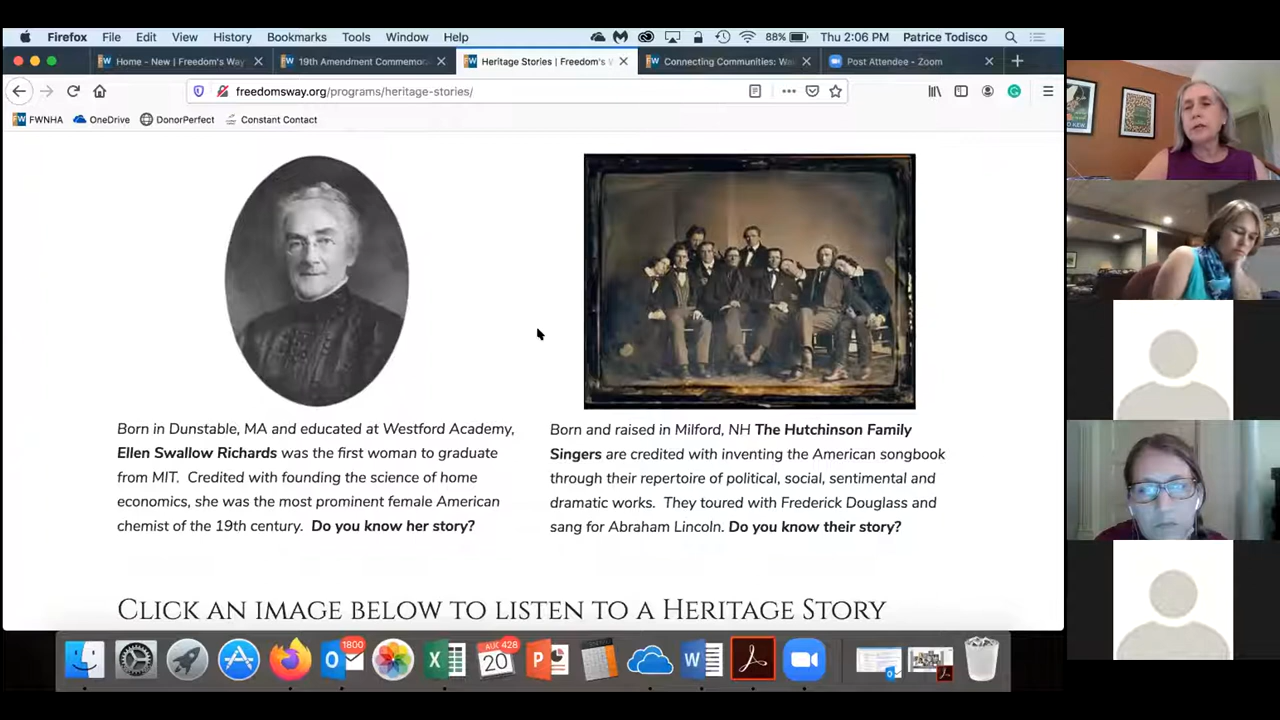 Firefox File Edit View History Bookmarks Tools Window Help 88% Thu 2:06 PM Patrice Todisco
Home - New | Freedom's Way 19th Amendment Commemor Heritage Stories | Freedom's W Connecting Communities: We Post Attendee - Zoom
freedomsway.org/programs/heritage-stories/
FWNHA OneDrive DonorPerfect Constant Contact
Born in Dunstable, MA and educated at Westford Academy,
Ellen Swallow Richards was the first woman to graduate
from MIT. Credited with founding the science of home
economics, she was the most prominent female American
chemist of the 19th century. Do you know her story?
Born and raised in Milford, NH The Hutchinson Family
Singers are credited with inventing the American songbook
through their repertoire of political, social, sentimental and
dramatic works. They toured with Frederick Douglass and
sang for Abraham Lincoln. Do you know their story?
Click an image below to listen to a Heritage Story
1800
AUG 428
20